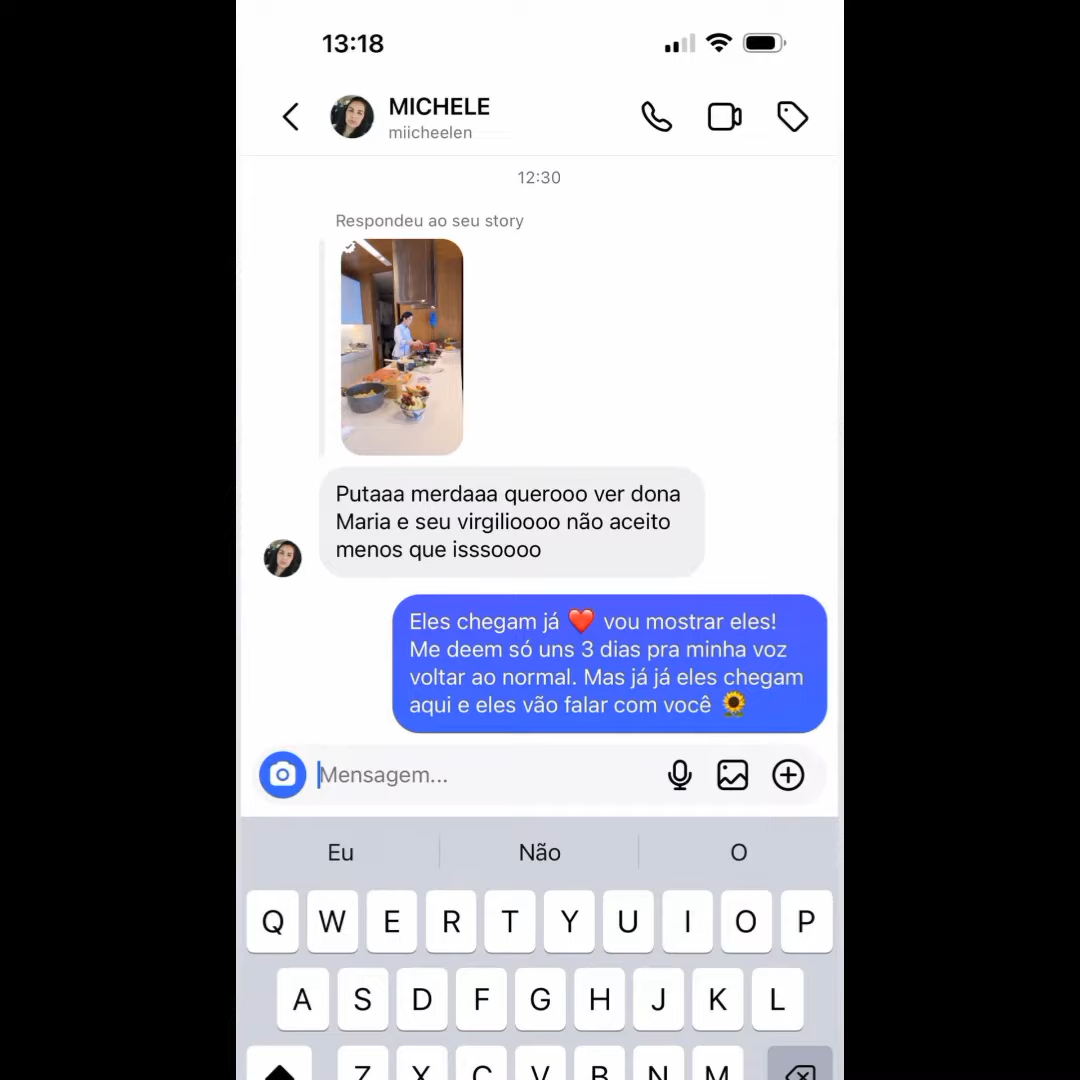 13:18
MICHELE
miicheelen
12:30
Respondeu ao seu story
Putaaa merdaaa querooo ver dona
Maria e seu virgilioooo não aceito
menos que isssoooo
Eles chegam já ❤️ vou mostrar eles!
Me deem só uns 3 dias pra minha voz
voltar ao normal. Mas já já eles chegam
aqui e eles vão falar com você 🌻
Mensagem...
Eu Não O
Q W E R T Y U I O P
A S D F G H J K L
Z X C V B N M